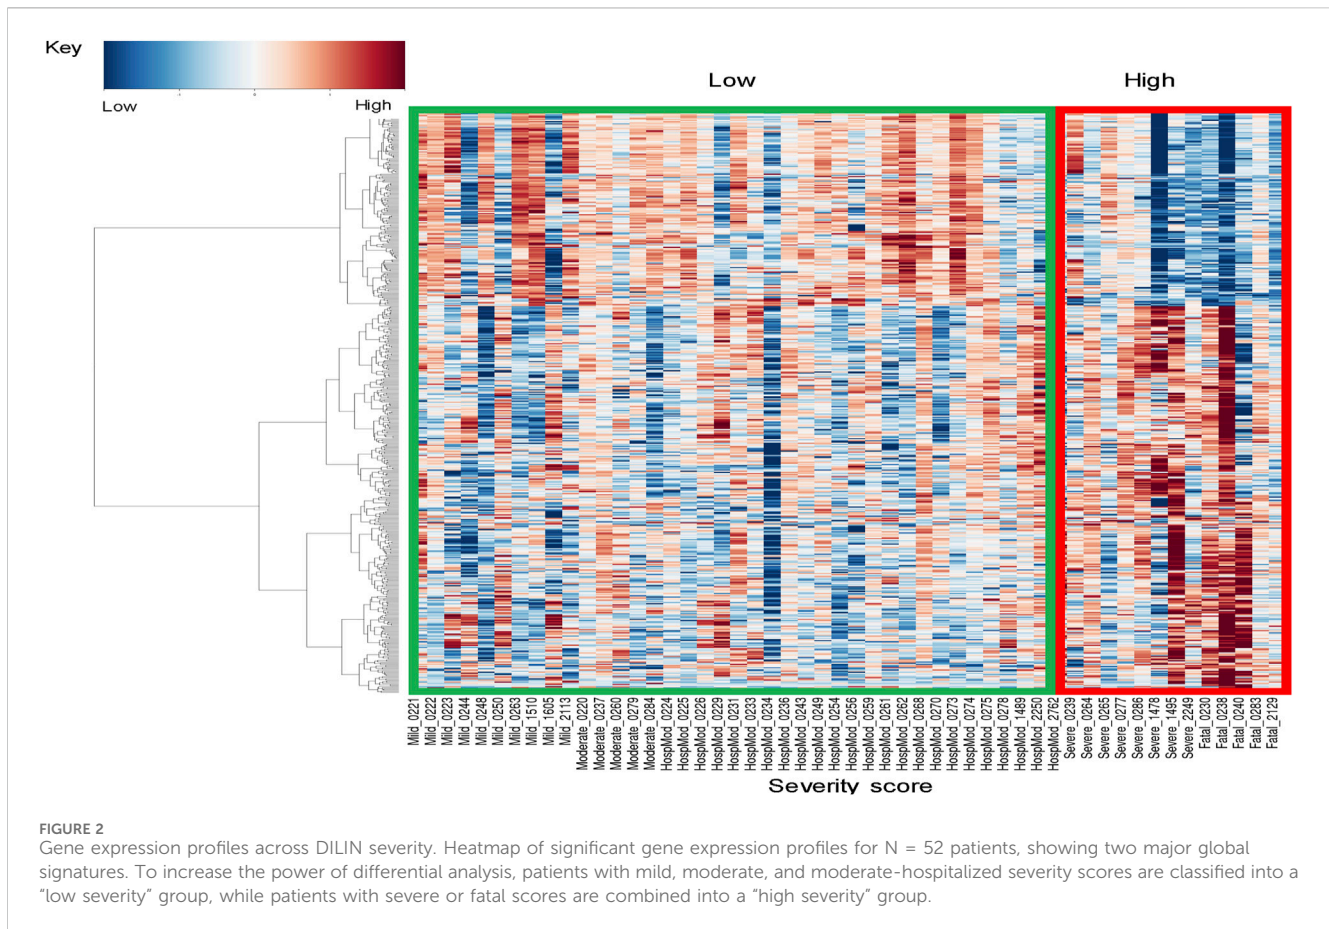 Key
Low
High
-1
0
1
Low
High
Mild_0221
Mild_0222
Mild_0223
Mild_0244
Mild_0248
Mild_0250
Mild_0263
Mild_1510
Mild_1605
Mild_2113
Moderate_0220
Moderate_0237
Moderate_0260
Moderate_0279
Moderate_0284
HospMod_0224
HospMod_0225
HospMod_0226
HospMod_0229
HospMod_0231
HospMod_0233
HospMod_0234
HospMod_0236
HospMod_0243
HospMod_0249
HospMod_0254
HospMod_0256
HospMod_0259
HospMod_0261
HospMod_0262
HospMod_0268
HospMod_0270
HospMod_0273
HospMod_0274
HospMod_0275
HospMod_0278
HospMod_1489
HospMod_2250
HospMod_2762
Severe_0239
Severe_0264
Severe_0265
Severe_0277
Severe_0286
Severe_1478
Severe_1495
Severe_2249
Fatal_0230
Fatal_0238
Fatal_0240
Fatal_0283
Fatal_2129
Severity score
FIGURE 2
Gene expression profiles across DILIN severity. Heatmap of significant gene expression profiles for N = 52 patients, showing two major global
signatures. To increase the power of differential analysis, patients with mild, moderate, and moderate-hospitalized severity scores are classified into a
“low severity” group, while patients with severe or fatal scores are combined into a “high severity” group.